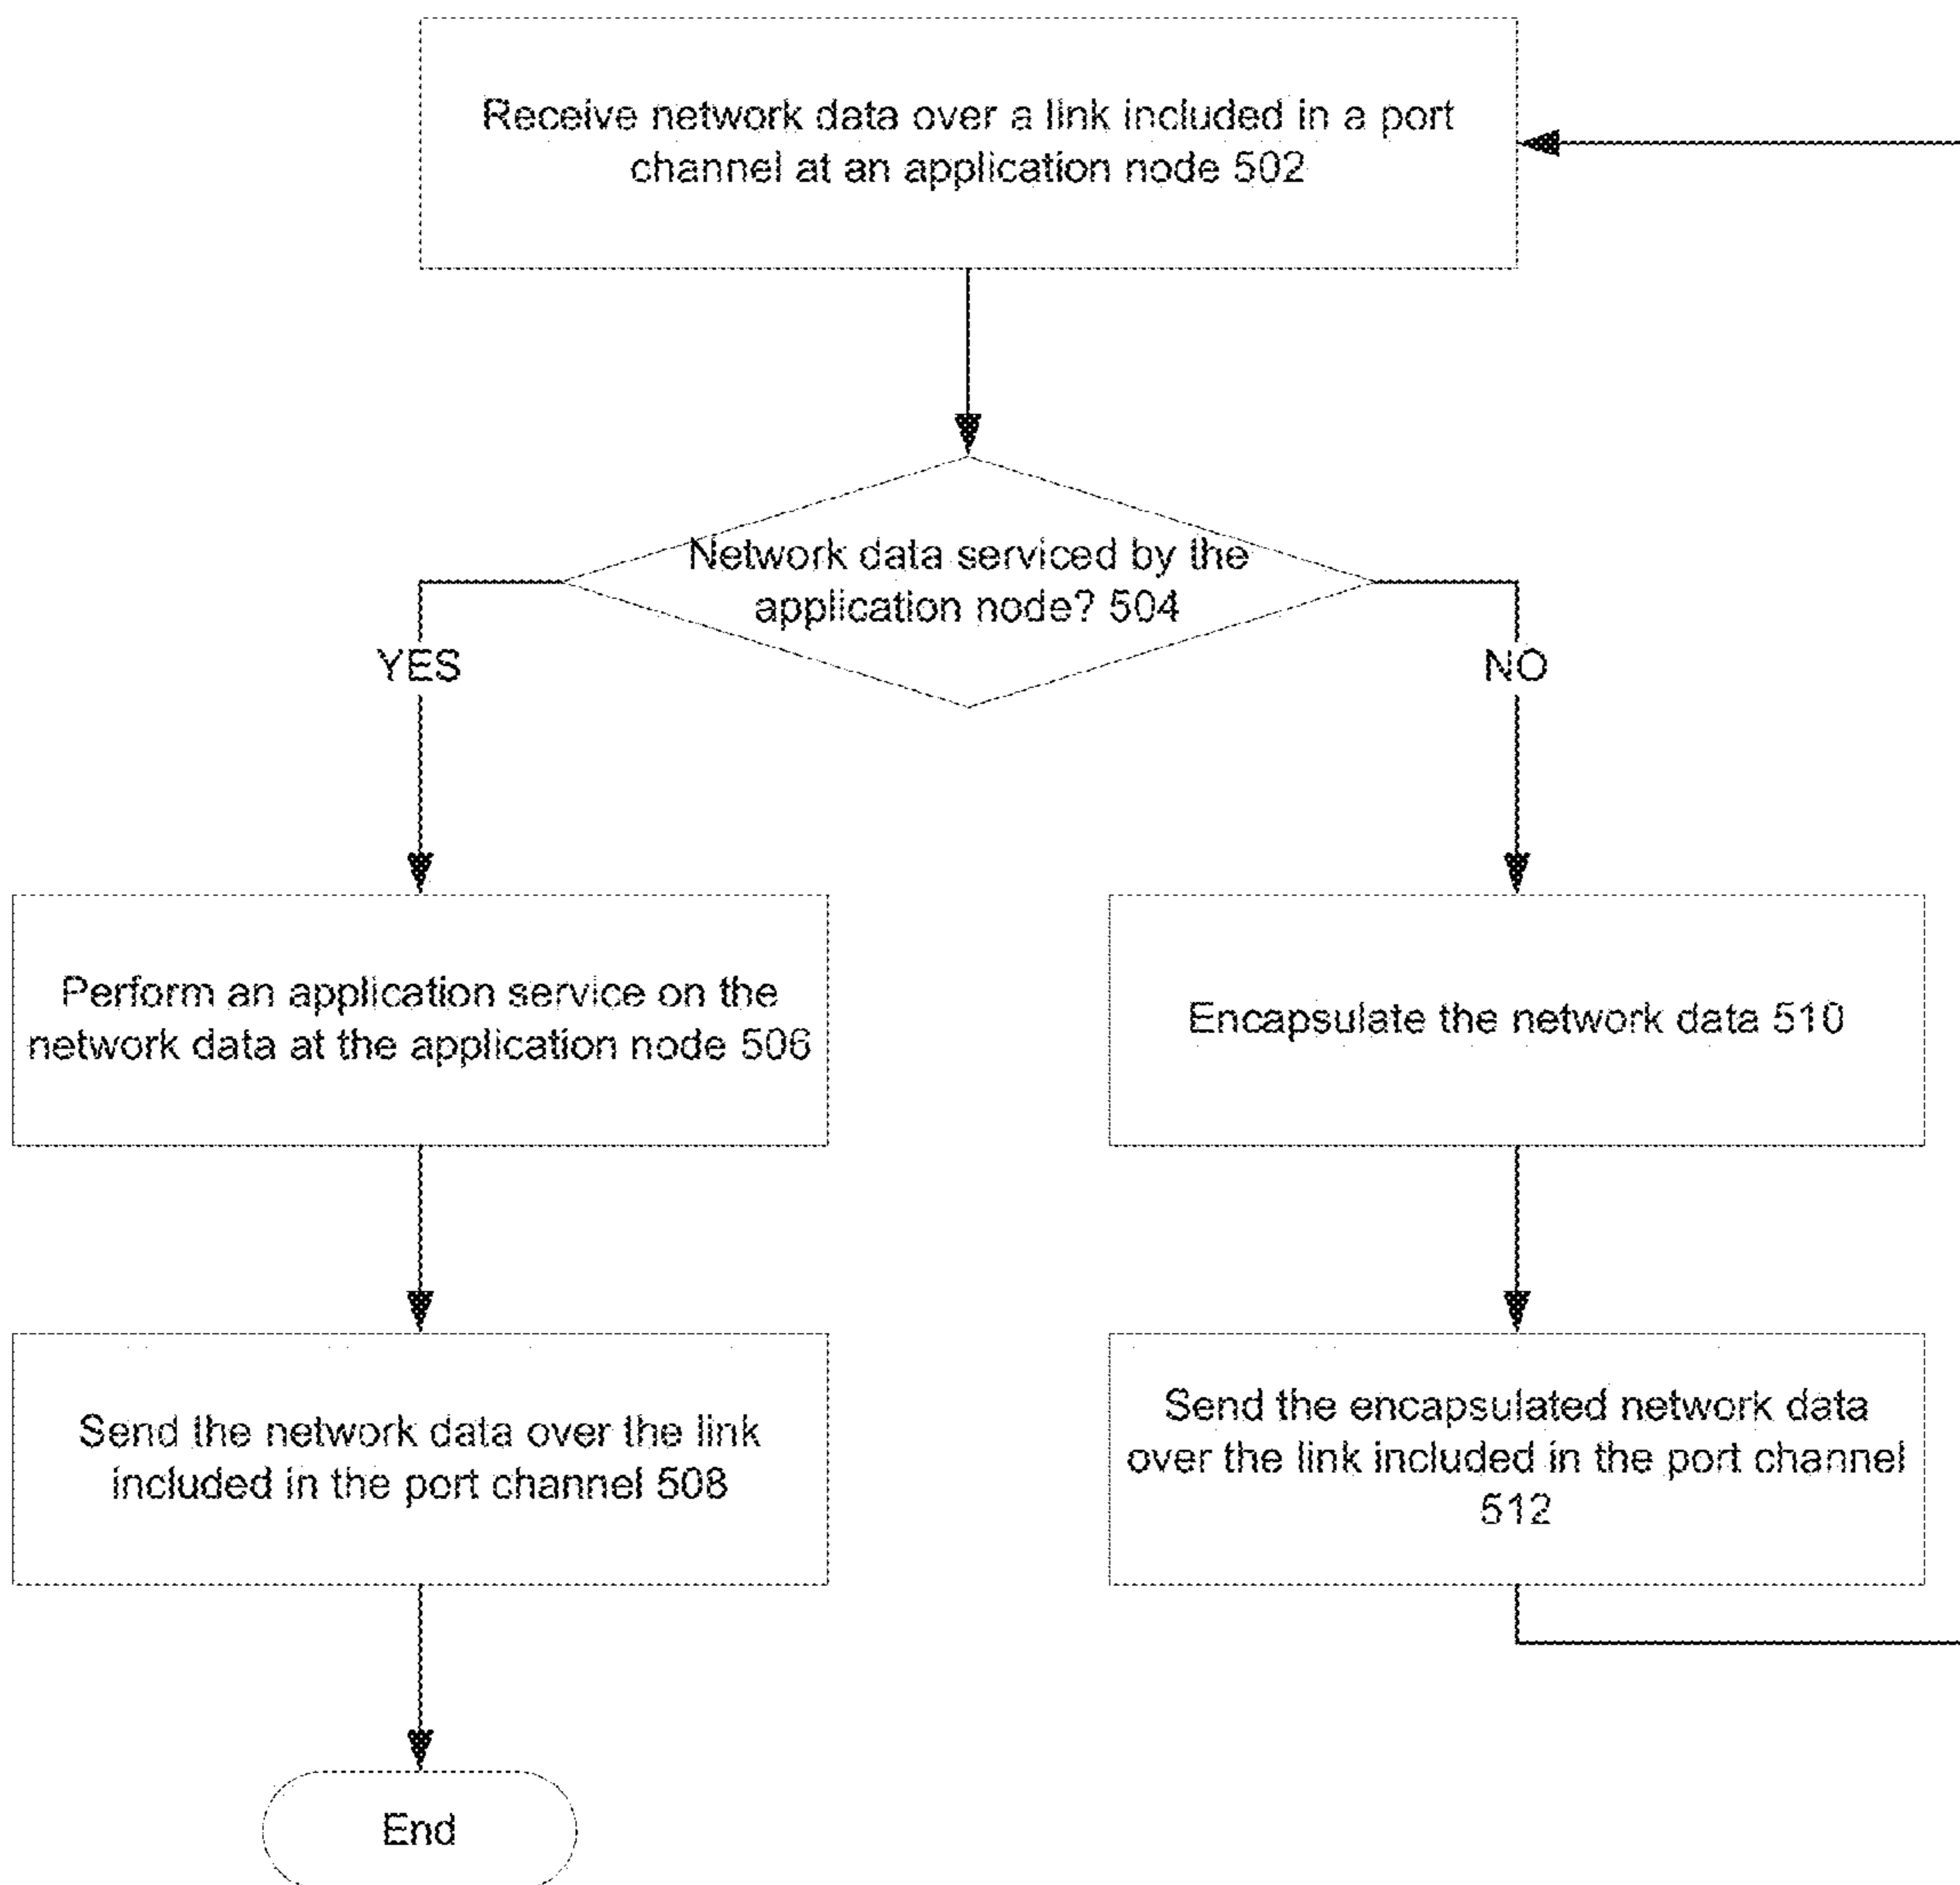 Receive network data over a link included in a port
channel at an application node 502
Network data serviced by the
application node? 504
YES
NO
Perform an application service on the
network data at the application node 506
Encapsulate the network data 510
Send the network data over the link
included in the port channel 508
Send the encapsulated network data
over the link included in the port channel
512
End